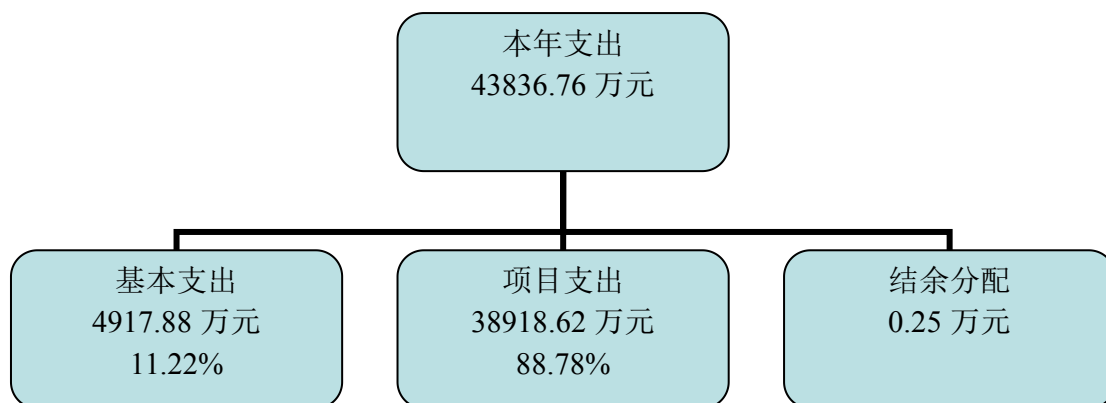 本年支出
43836.76 万元
基本支出
4917.88 万元
11.22%
项目支出
38918.62 万元
88.78%
结余分配
0.25 万元